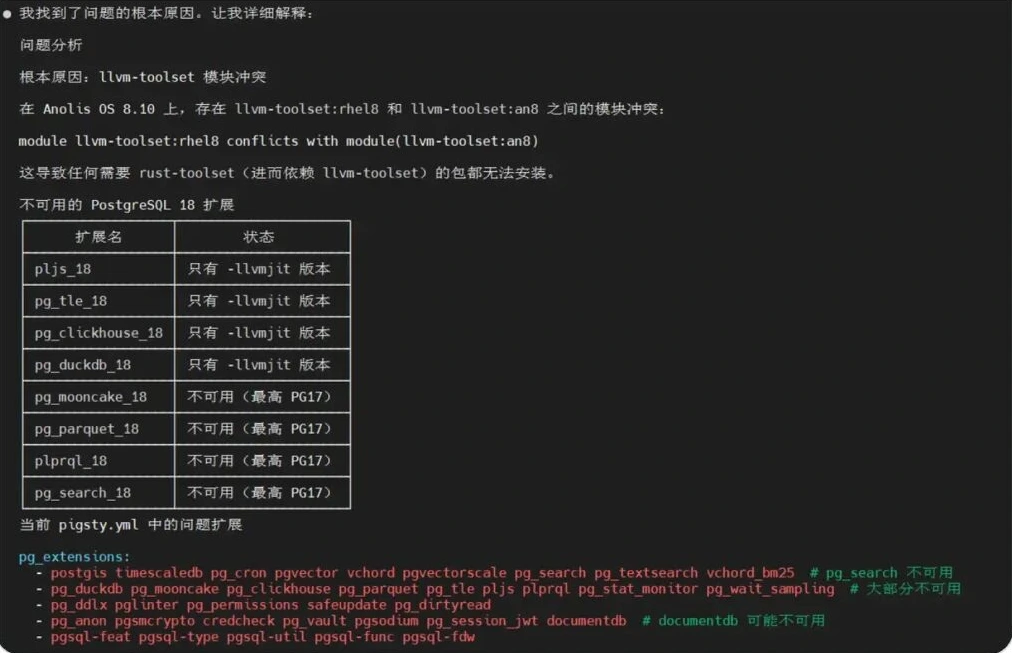 ● 我找到了问题的根本原因。让我详细解释：
问题分析
根本原因：llvm-toolset 模块冲突
在 Anolis OS 8.10 上，存在 llvm-toolset:rhel8 和 llvm-toolset:an8 之间的模块冲突：
module llvm-toolset:rhel8 conflicts with module(llvm-toolset:an8)
这导致任何需要 rust-toolset（进而依赖 llvm-toolset）的包都无法安装。
不可用的 PostgreSQL 18 扩展
扩展名 状态
pljs_18 只有 -llvmjit 版本
pg_tle_18 只有 -llvmjit 版本
pg_clickhouse_18 只有 -llvmjit 版本
pg_duckdb_18 只有 -llvmjit 版本
pg_mooncake_18 不可用（最高 PG17）
pg_parquet_18 不可用（最高 PG17）
plprql_18 不可用（最高 PG17）
pg_search_18 不可用（最高 PG17）
当前 pigsty.yml 中的问题扩展
pg_extensions:
- postgis timescaledb pg_cron pgvector vchord pgvectorscale pg_search pg_textsearch vchord_bm25 # pg_search 不可用
- pg_duckdb pg_mooncake pg_clickhouse pg_parquet pg_tle pljs plprql pg_stat_monitor pg_wait_sampling # 大部分不可用
- pg_ddlx pglinter pg_permissions safeupdate pg_dirtyread
- pg_anon pgsmcrypto credcheck pg_vault pgsodium pg_session_jwt documentdb # documentdb 可能不可用
- pgsql-feat pgsql-type pgsql-util pgsql-func pgsql-fdw